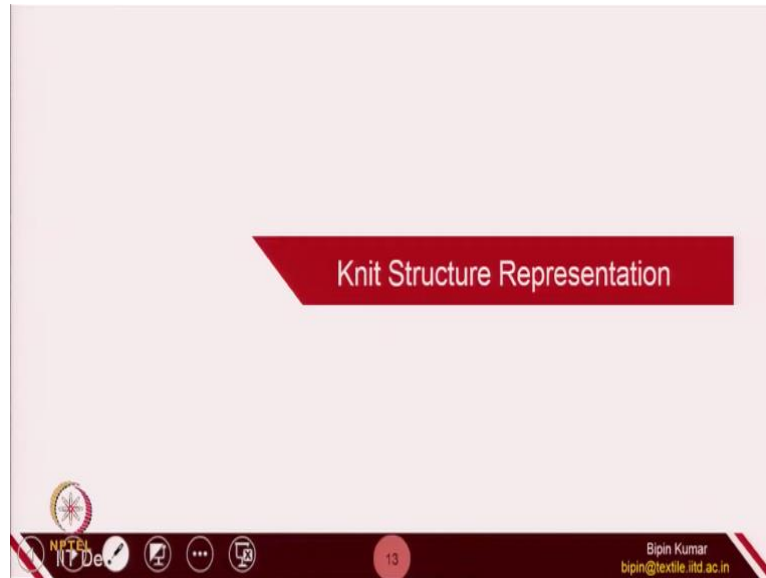 Knit Structure Representation
NPTEL
13
Bipin Kumar
bipin@textile.iitd.ac.in